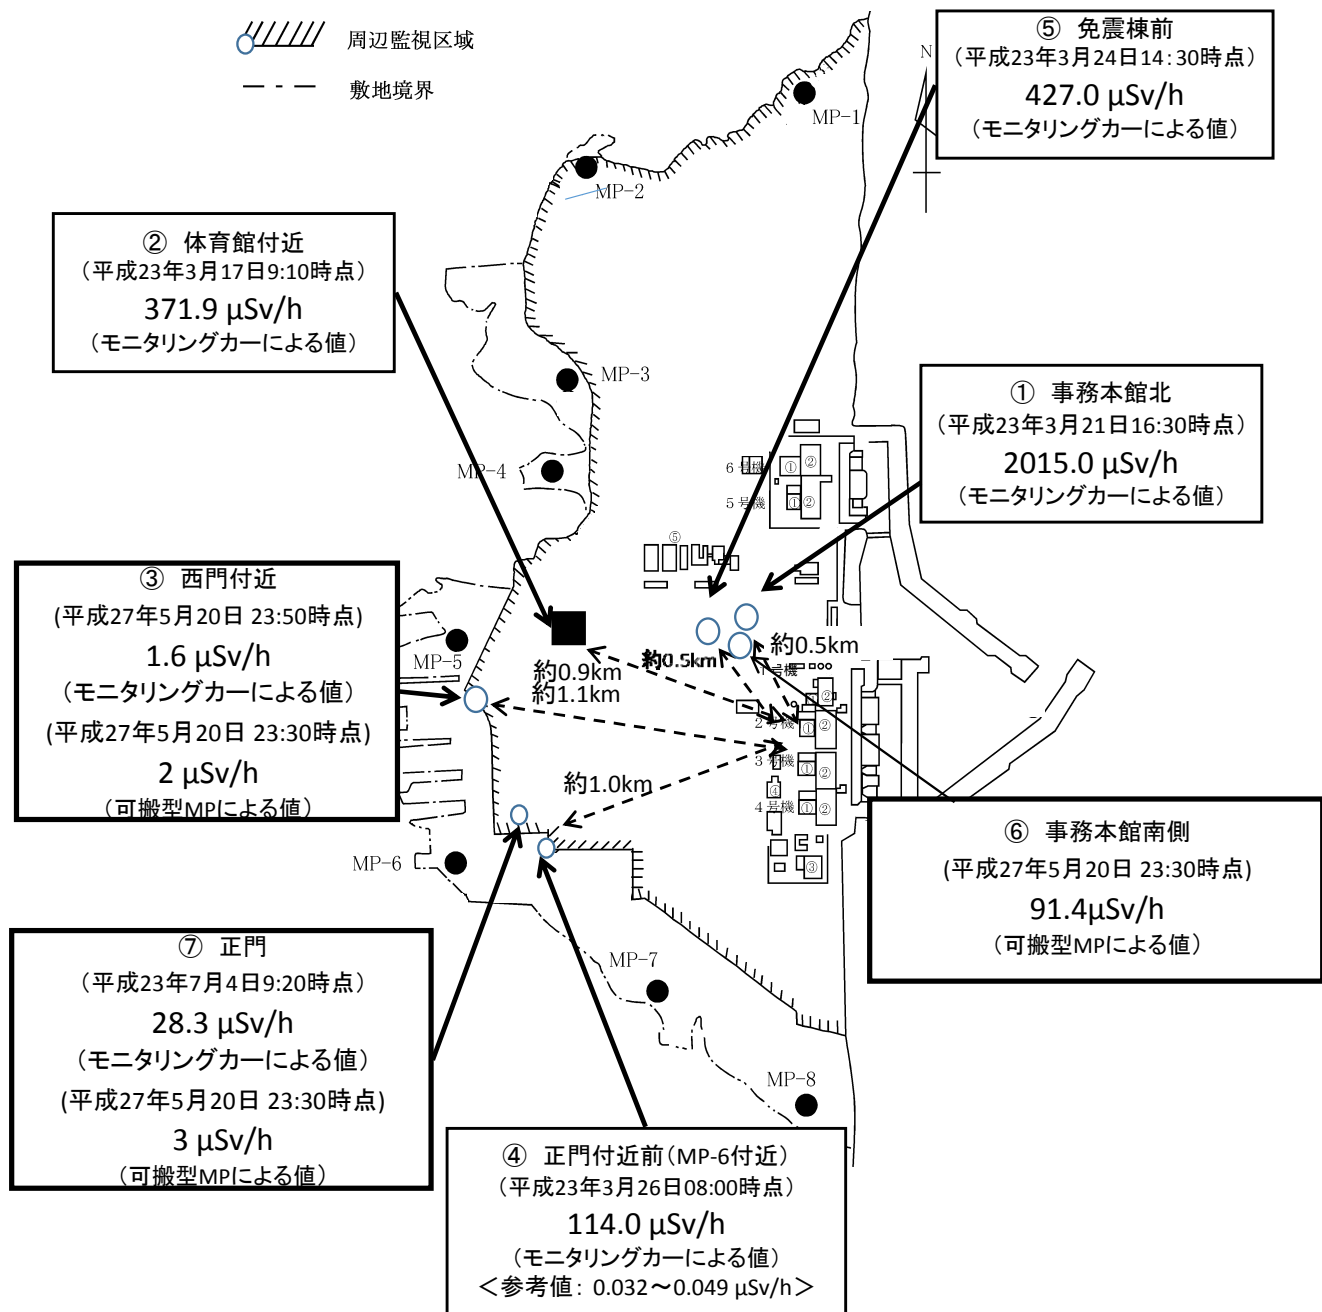 周辺監視区域
敷地境界
⑤ 免震棟前
（平成23年3月24日14：30時点）
427.0 μSv/h
（モニタリングカーによる値）
N
MP-1
MP-2
② 体育館付近
（平成23年3月17日9:10時点）
371.9 μSv/h
（モニタリングカーによる値）
MP-3
① 事務本館北
（平成23年3月21日16:30時点）
2015.0 μSv/h
（モニタリングカーによる値）
MP-4
6号機
①
②
5号機
①
②
⑤
③ 西門付近
(平成27年5月20日 23:50時点)
1.6 μSv/h
（モニタリングカーによる値）
(平成27年5月20日 23:30時点)
2 μSv/h
（可搬型MPによる値）
MP-5
約0.9km
約1.1km
約0.5km
約0.5km
1号機
②
2号機
①
②
3号機
①
②
約1.0km
④
4号機
①
②
③
MP-6
⑥ 事務本館南側
(平成27年5月20日 23:30時点)
91.4μSv/h
（可搬型MPによる値）
⑦ 正門
（平成23年7月4日9:20時点）
28.3 μSv/h
（モニタリングカーによる値）
(平成27年5月20日 23:30時点)
3 μSv/h
（可搬型MPによる値）
MP-7
MP-8
④ 正門付近前（MP-6付近）
（平成23年3月26日08:00時点）
114.0 μSv/h
（モニタリングカーによる値）
＜参考値： 0.032～0.049 μSv/h＞